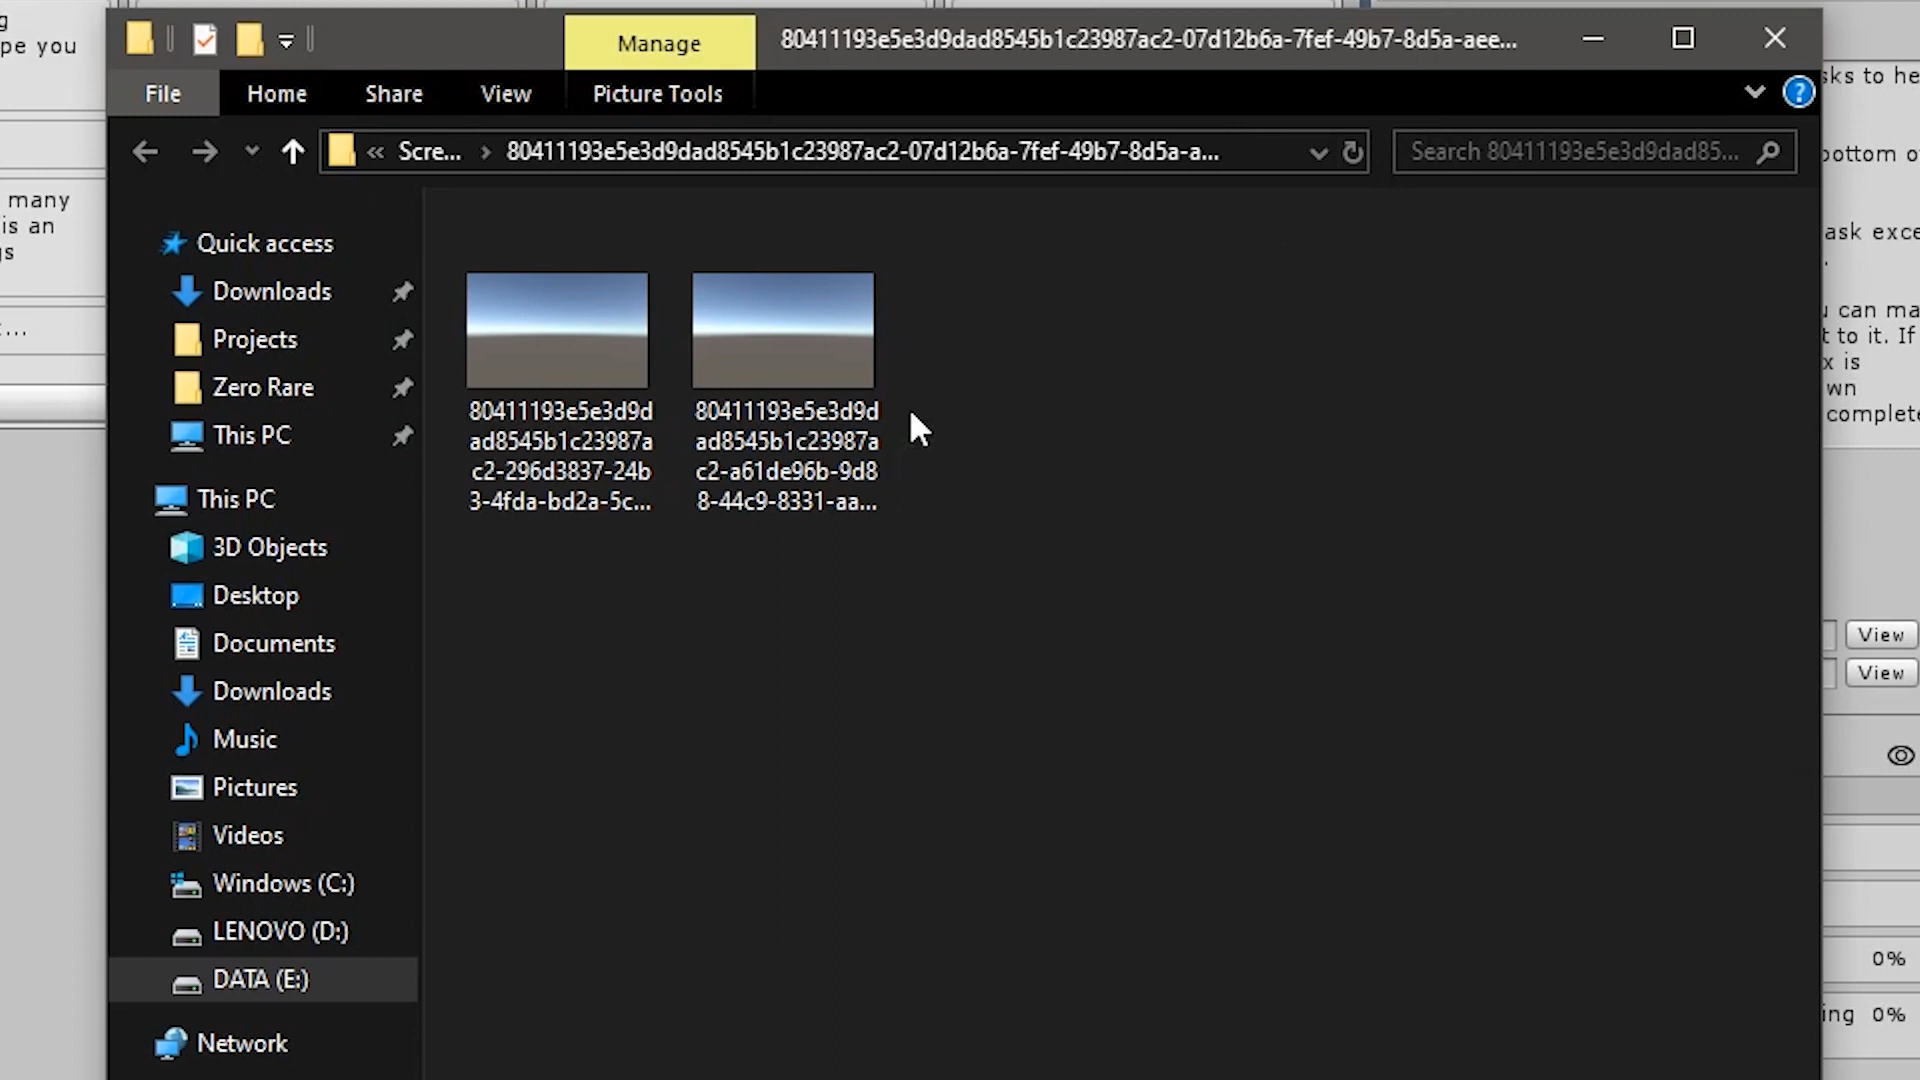 g
pe you
many
is an
gs
Manage
80411193e5e3d9dad8545b1c23987ac2-07d12b6a-7fef-49b7-8d5a-aee...
File
Home
Share
View
Picture Tools
?
« Scre... > 80411193e5e3d9dad8545b1c23987ac2-07d12b6a-7fef-49b7-8d5a-a...
Search 80411193e5e3d9dad85...
Quick access
Downloads
Projects
Zero Rare
This PC
This PC
3D Objects
Desktop
Documents
Downloads
Music
Pictures
Videos
Windows (C:)
LENOVO (D:)
DATA (E:)
Network
80411193e5e3d9d
ad8545b1c23987a
c2-296d3837-24b
3-4fda-bd2a-5c...
80411193e5e3d9d
ad8545b1c23987a
c2-a61de96b-9d8
8-44c9-8331-aa...
sks to he
bottom o
ask exce
u can ma
t to it. If
x is
wn
complete
View
View
0%
ing 0%